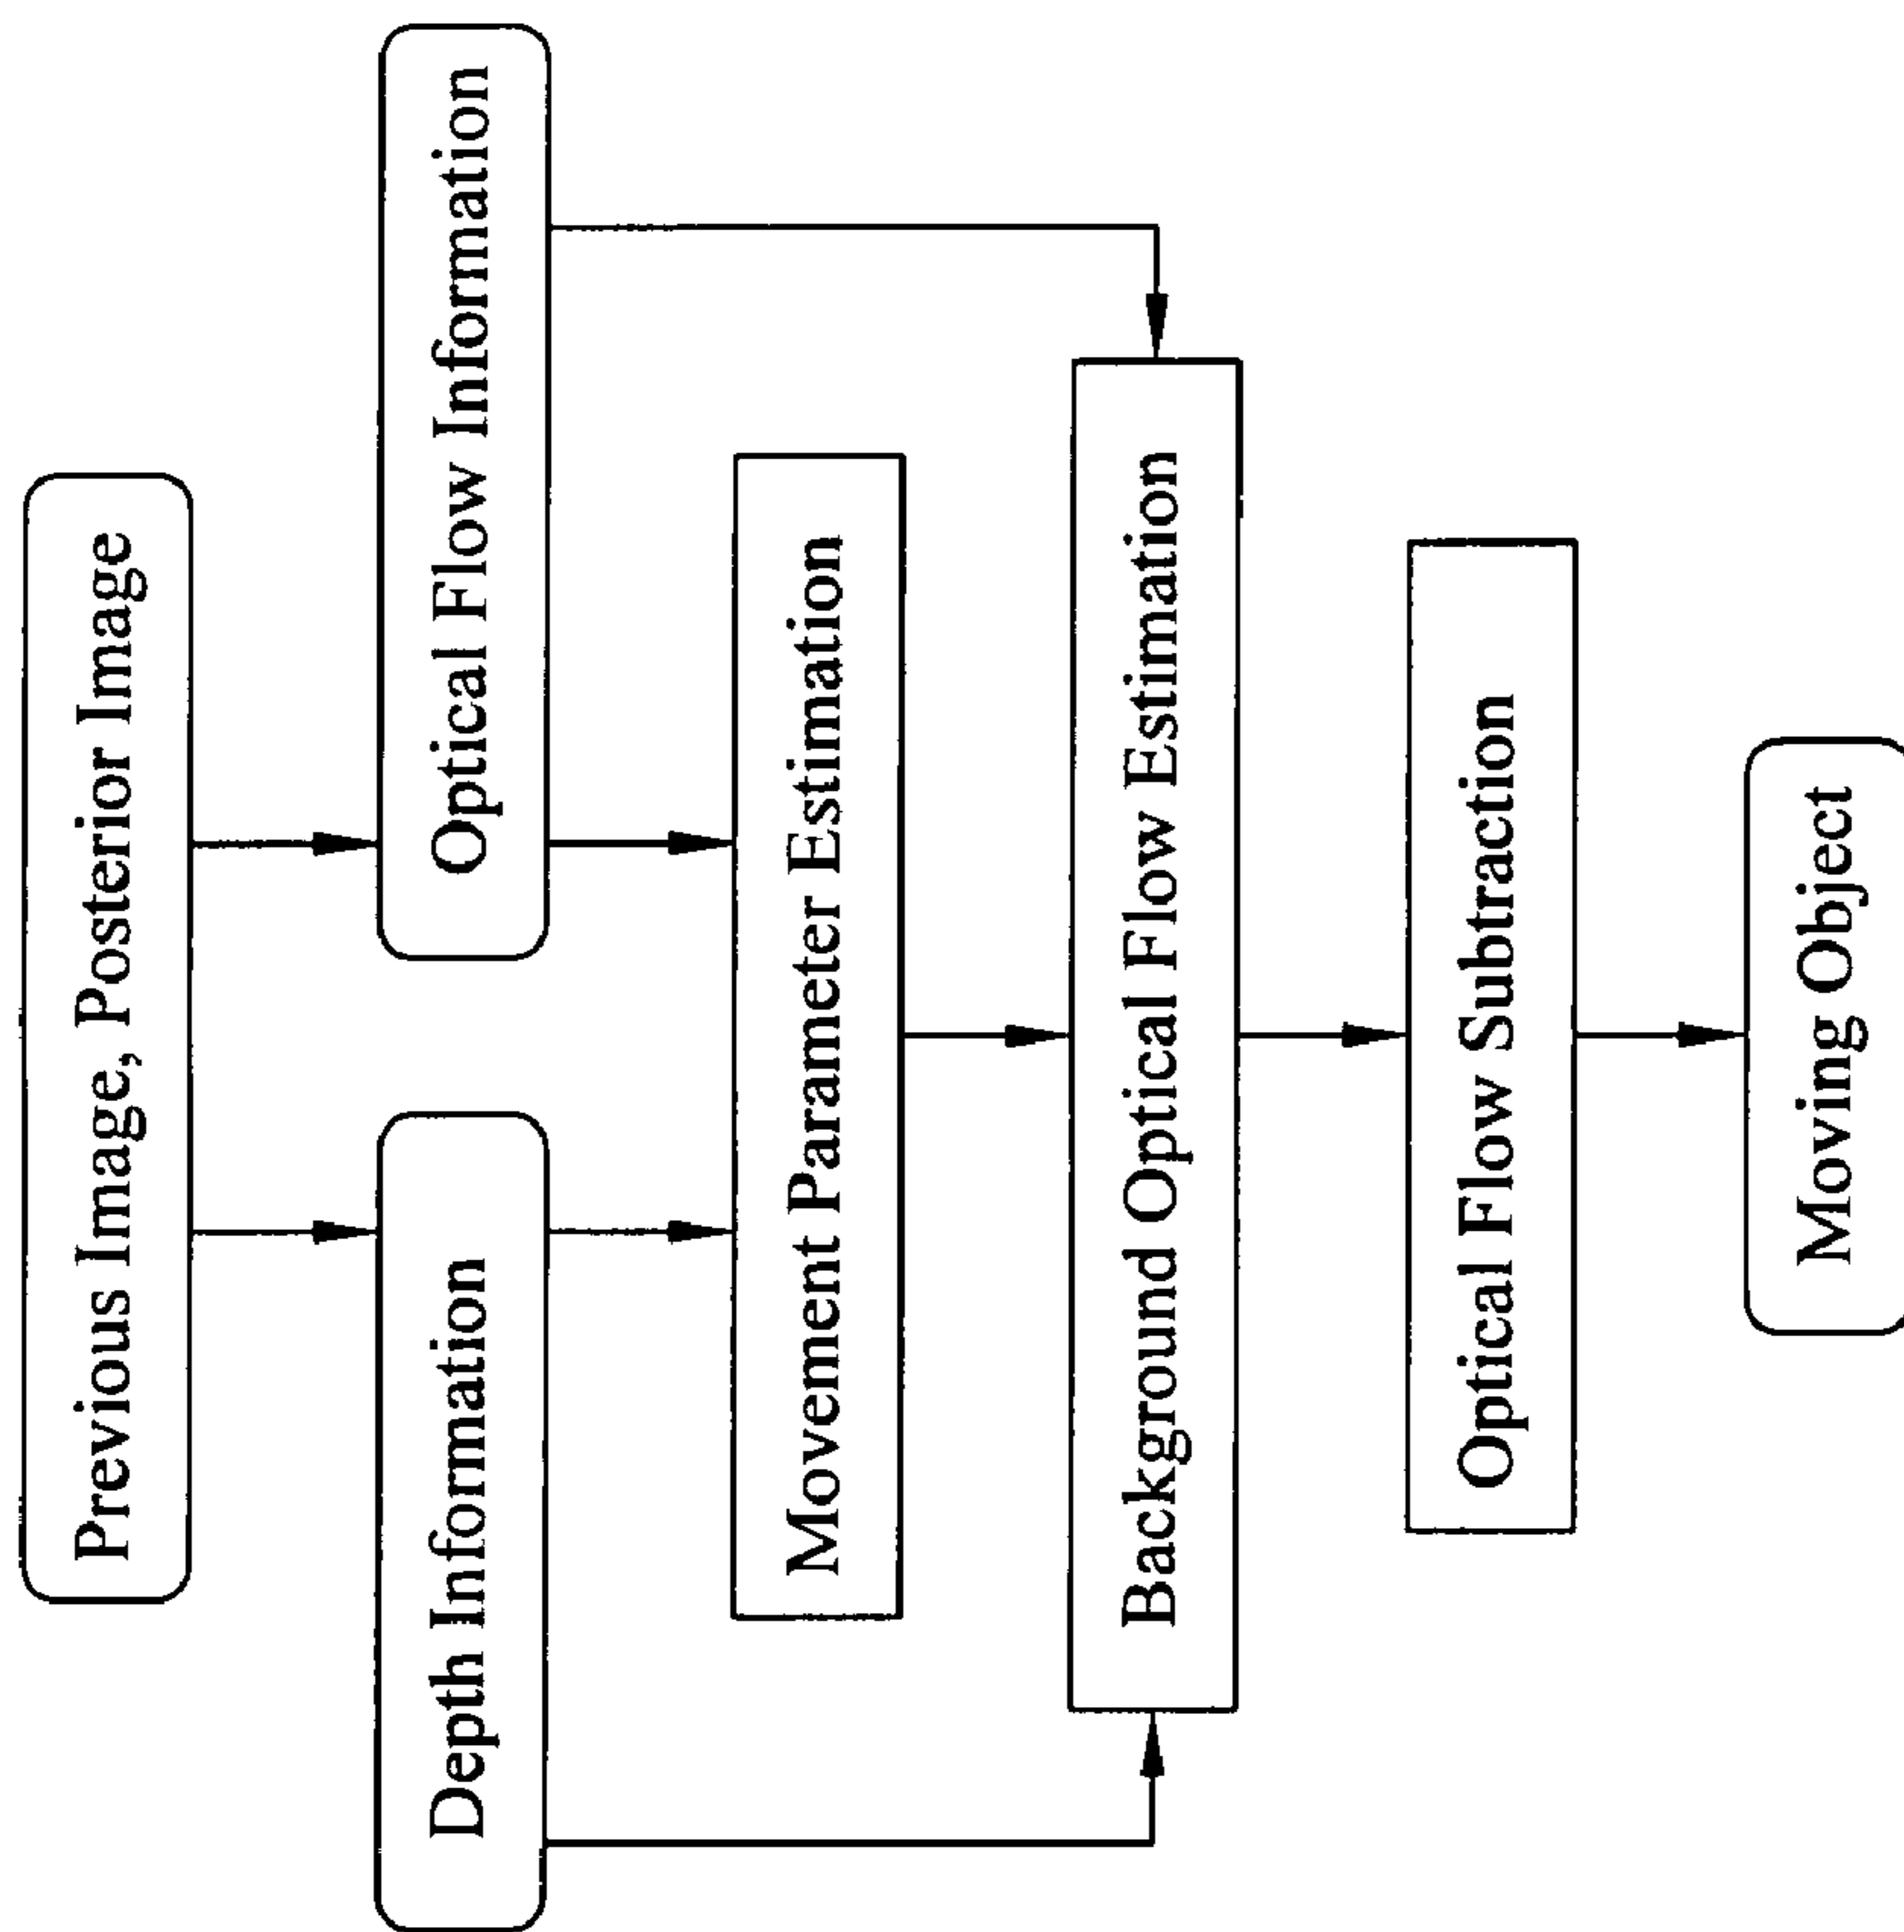 Previous Image, Posterior Image
Depth Information
Optical Flow Information
Movement Parameter Estimation
Background Optical Flow Estimation
Optical Flow Subtraction
Moving Object